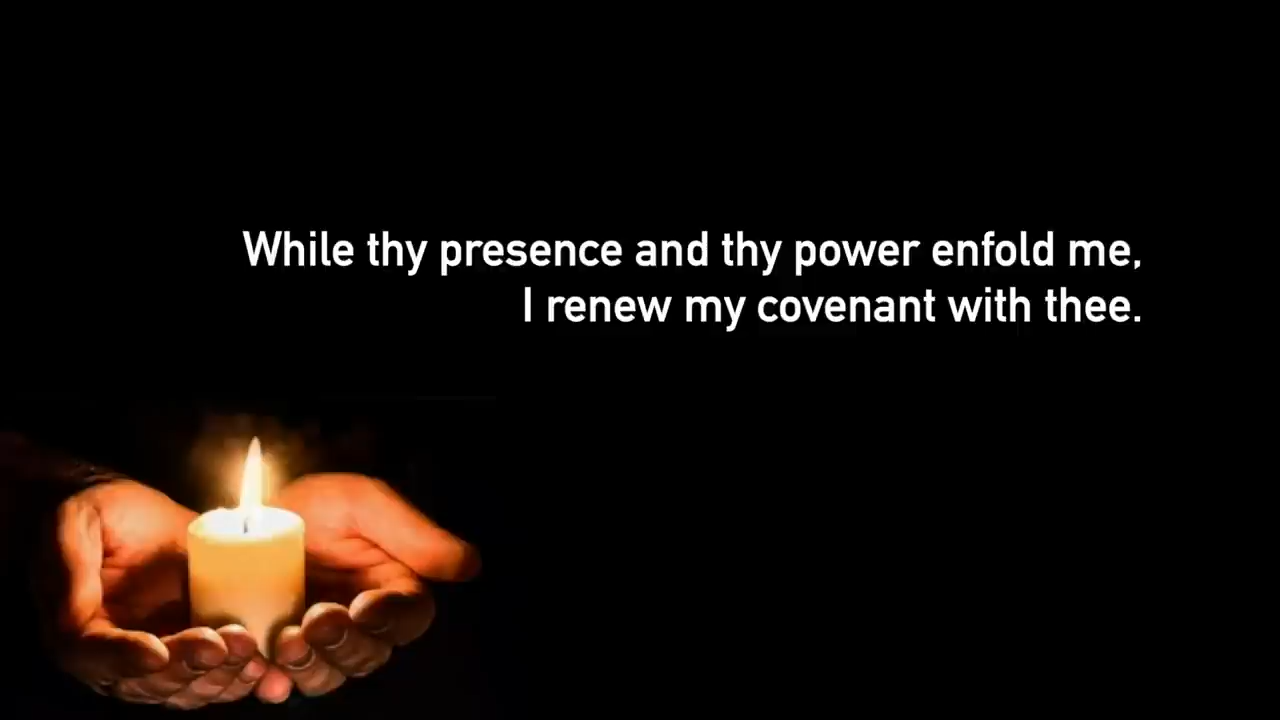 While thy presence and thy power enfold me,
I renew my covenant with thee.